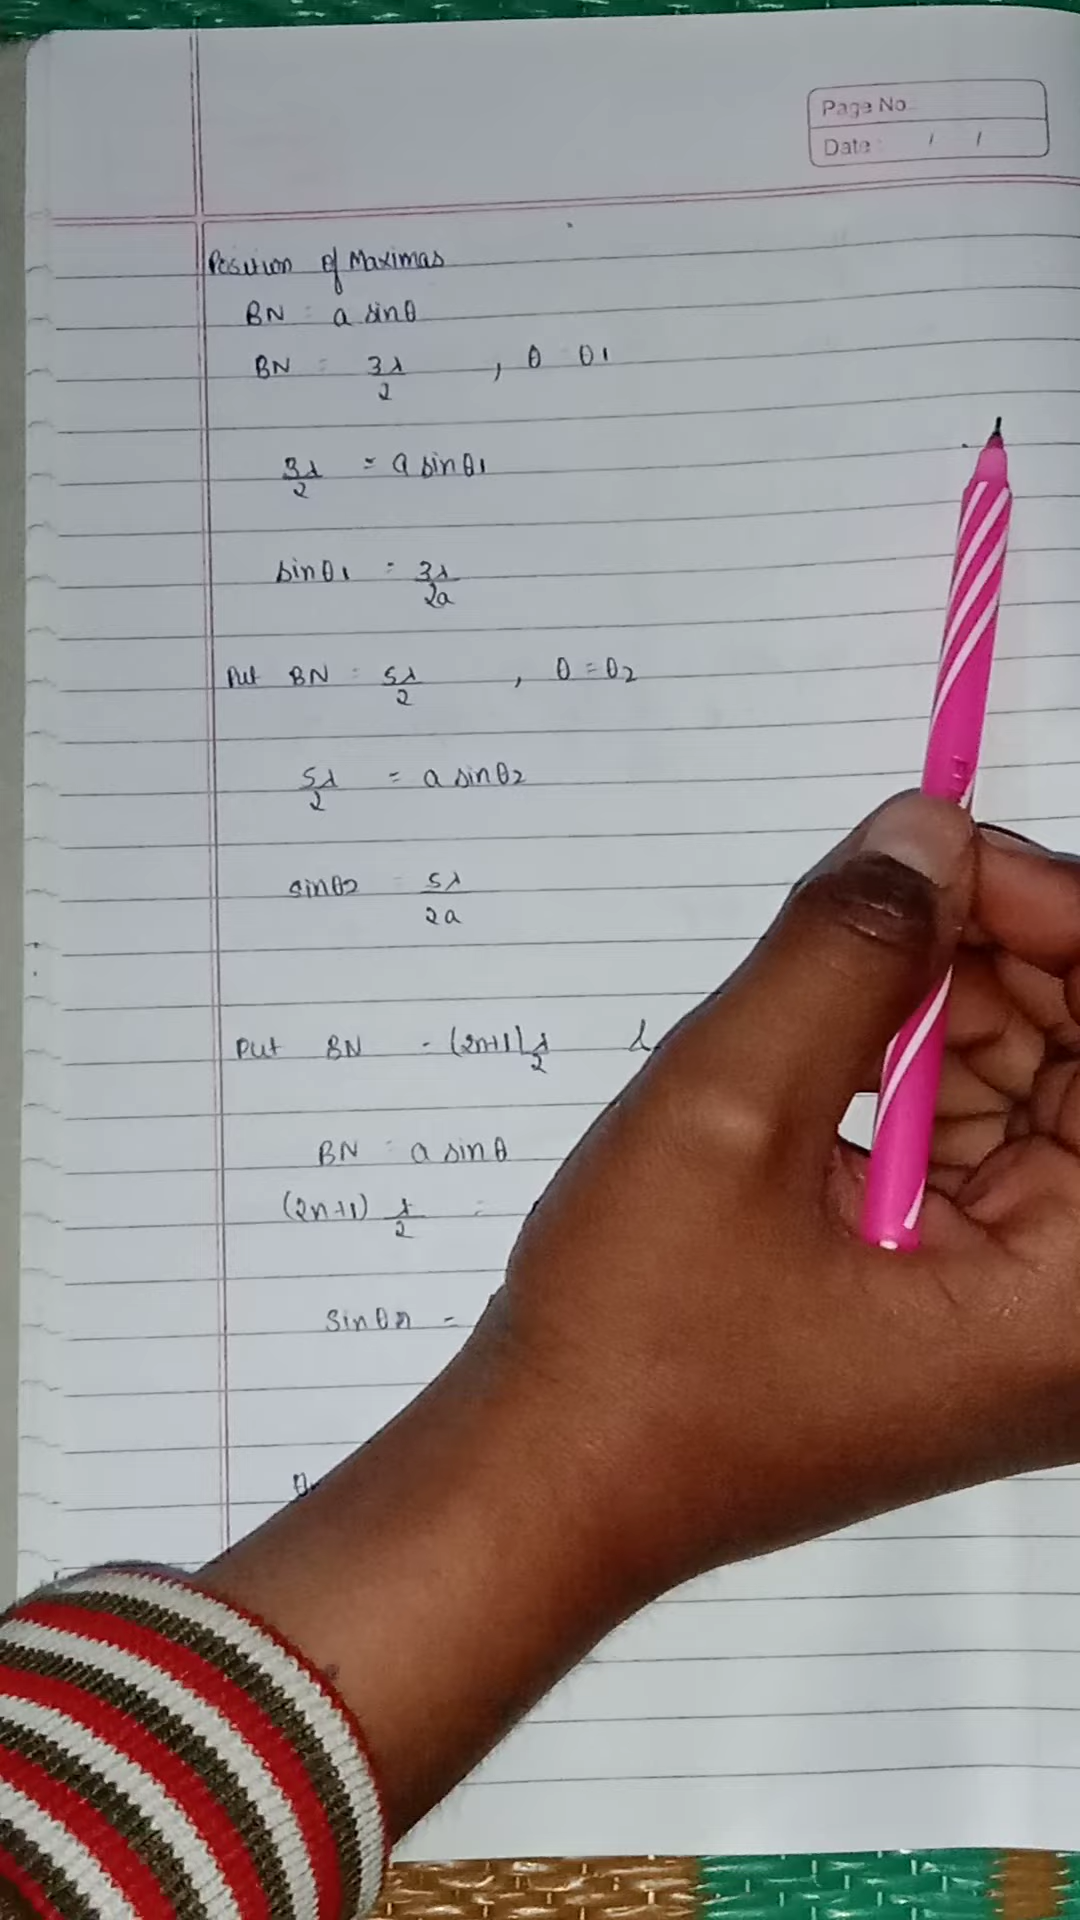 Page No.
Date : / /
Position of Maximas
BN = a sinθ
BN = 3λ/2 , θ = θ1
3λ/2 = a sinθ1
sinθ1 = 3λ/2a
Put BN = 5λ/2 , θ = θ2
5λ/2 = a sinθ2
sinθ2 = 5λ/2a
Put BN = (2n+1) λ/2
BN = a sinθ
(2n+1) λ/2 =
sinθn =